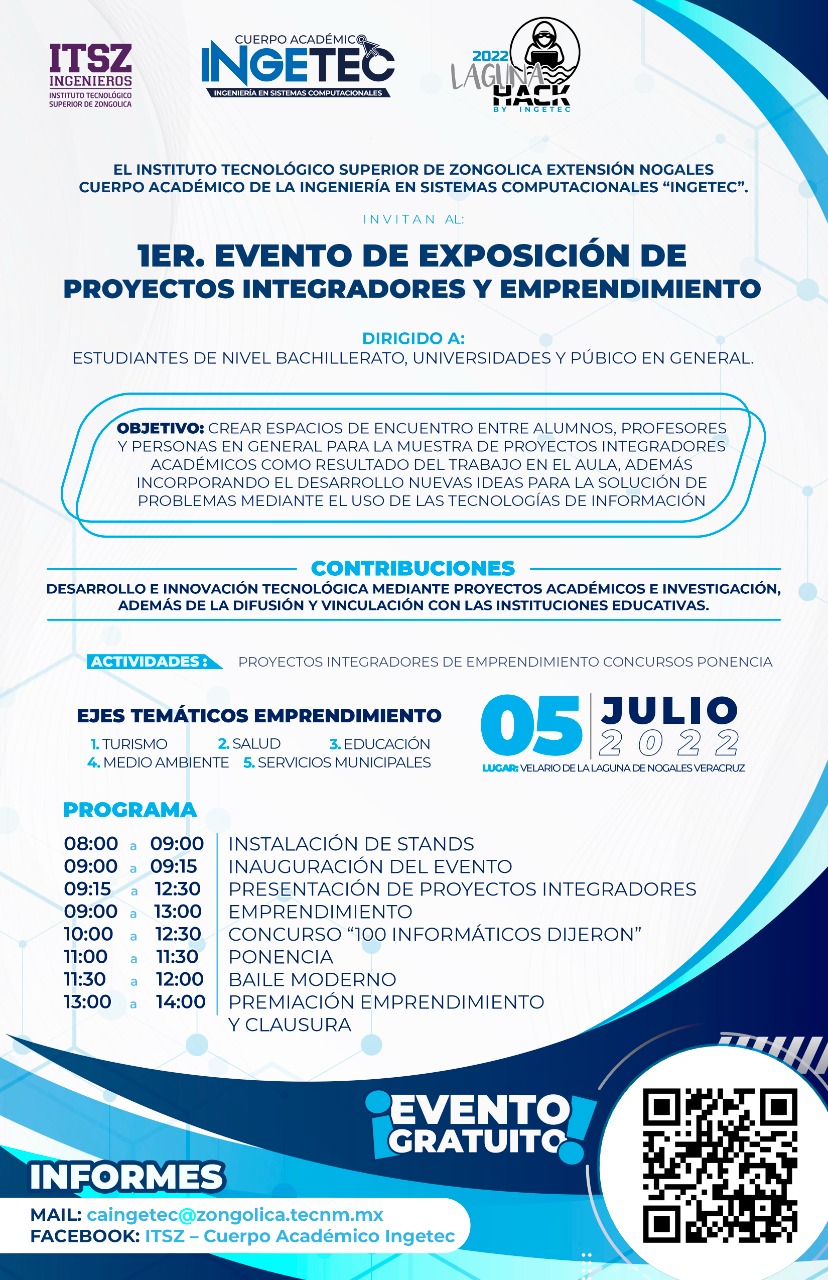 ITSZ
INGENIEROS
INSTITUTO TECNOLÓGICO
SUPERIOR DE ZONGOLICA
CUERPO ACADÉMICO
INGETEC
INGENIERÍA EN SISTEMAS COMPUTACIONALES
2022
LAGUNA
HACK
BY INGETEC
EL INSTITUTO TECNOLÓGICO SUPERIOR DE ZONGOLICA EXTENSIÓN NOGALES
CUERPO ACADÉMICO DE LA INGENIERÍA EN SISTEMAS COMPUTACIONALES “INGETEC”.
INVITAN AL:
1ER. EVENTO DE EXPOSICIÓN DE
PROYECTOS INTEGRADORES Y EMPRENDIMIENTO
DIRIGIDO A:
ESTUDIANTES DE NIVEL BACHILLERATO, UNIVERSIDADES Y PÚBICO EN GENERAL.
OBJETIVO: CREAR ESPACIOS DE ENCUENTRO ENTRE ALUMNOS, PROFESORES
Y PERSONAS EN GENERAL PARA LA MUESTRA DE PROYECTOS INTEGRADORES
ACADÉMICOS COMO RESULTADO DEL TRABAJO EN EL AULA, ADEMÁS
INCORPORANDO EL DESARROLLO NUEVAS IDEAS PARA LA SOLUCIÓN DE
PROBLEMAS MEDIANTE EL USO DE LAS TECNOLOGÍAS DE INFORMACIÓN
CONTRIBUCIONES
DESARROLLO E INNOVACIÓN TECNOLÓGICA MEDIANTE PROYECTOS ACADÉMICOS E INVESTIGACIÓN,
ADEMÁS DE LA DIFUSIÓN Y VINCULACIÓN CON LAS INSTITUCIONES EDUCATIVAS.
ACTIVIDADES: PROYECTOS INTEGRADORES DE EMPRENDIMIENTO CONCURSOS PONENCIA
EJES TEMÁTICOS EMPRENDIMIENTO
1. TURISMO 2. SALUD 3. EDUCACIÓN
4. MEDIO AMBIENTE 5. SERVICIOS MUNICIPALES
05 JULIO
2022
LUGAR: VELARIO DE LA LAGUNA DE NOGALES VERACRUZ
PROGRAMA
08:00 a 09:00 INSTALACIÓN DE STANDS
09:00 a 09:15 INAUGURACIÓN DEL EVENTO
09:15 a 12:30 PRESENTACIÓN DE PROYECTOS INTEGRADORES
09:00 a 13:00 EMPRENDIMIENTO
10:00 a 12:30 CONCURSO “100 INFORMÁTICOS DIJERON”
11:00 a 11:30 PONENCIA
11:30 a 12:00 BAILE MODERNO
13:00 a 14:00 PREMIACIÓN EMPRENDIMIENTO
Y CLAUSURA
¡EVENTO
GRATUITO!
INFORMES
MAIL: caingetec@zongolica.tecnm.mx
FACEBOOK: ITSZ – Cuerpo Académico Ingetec